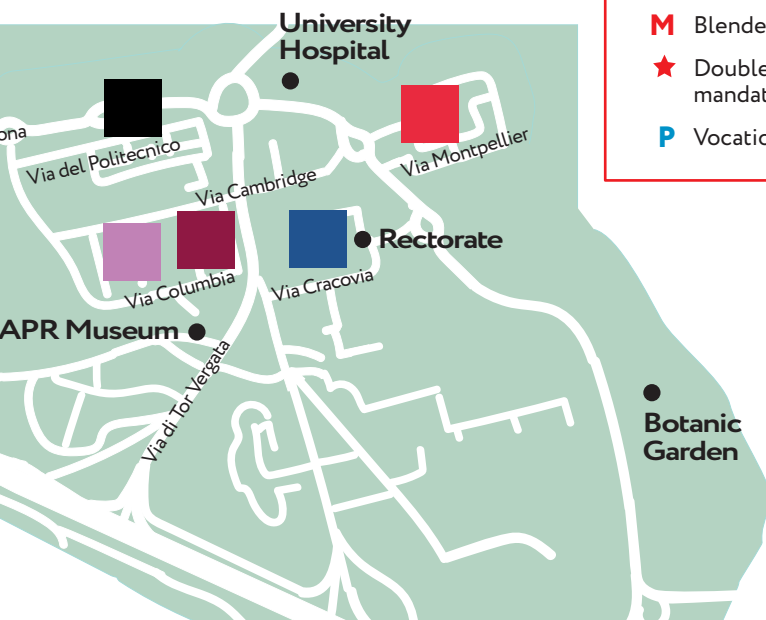 University
Hospital
ona
Via del Politecnico
Via Cambridge
Via Montpellier
Rectorate
Via Columbia
Via Cracovia
APR Museum
Via di Tor Vergata
Botanic
Garden
M Blende
Double
mandat
P Vocatio